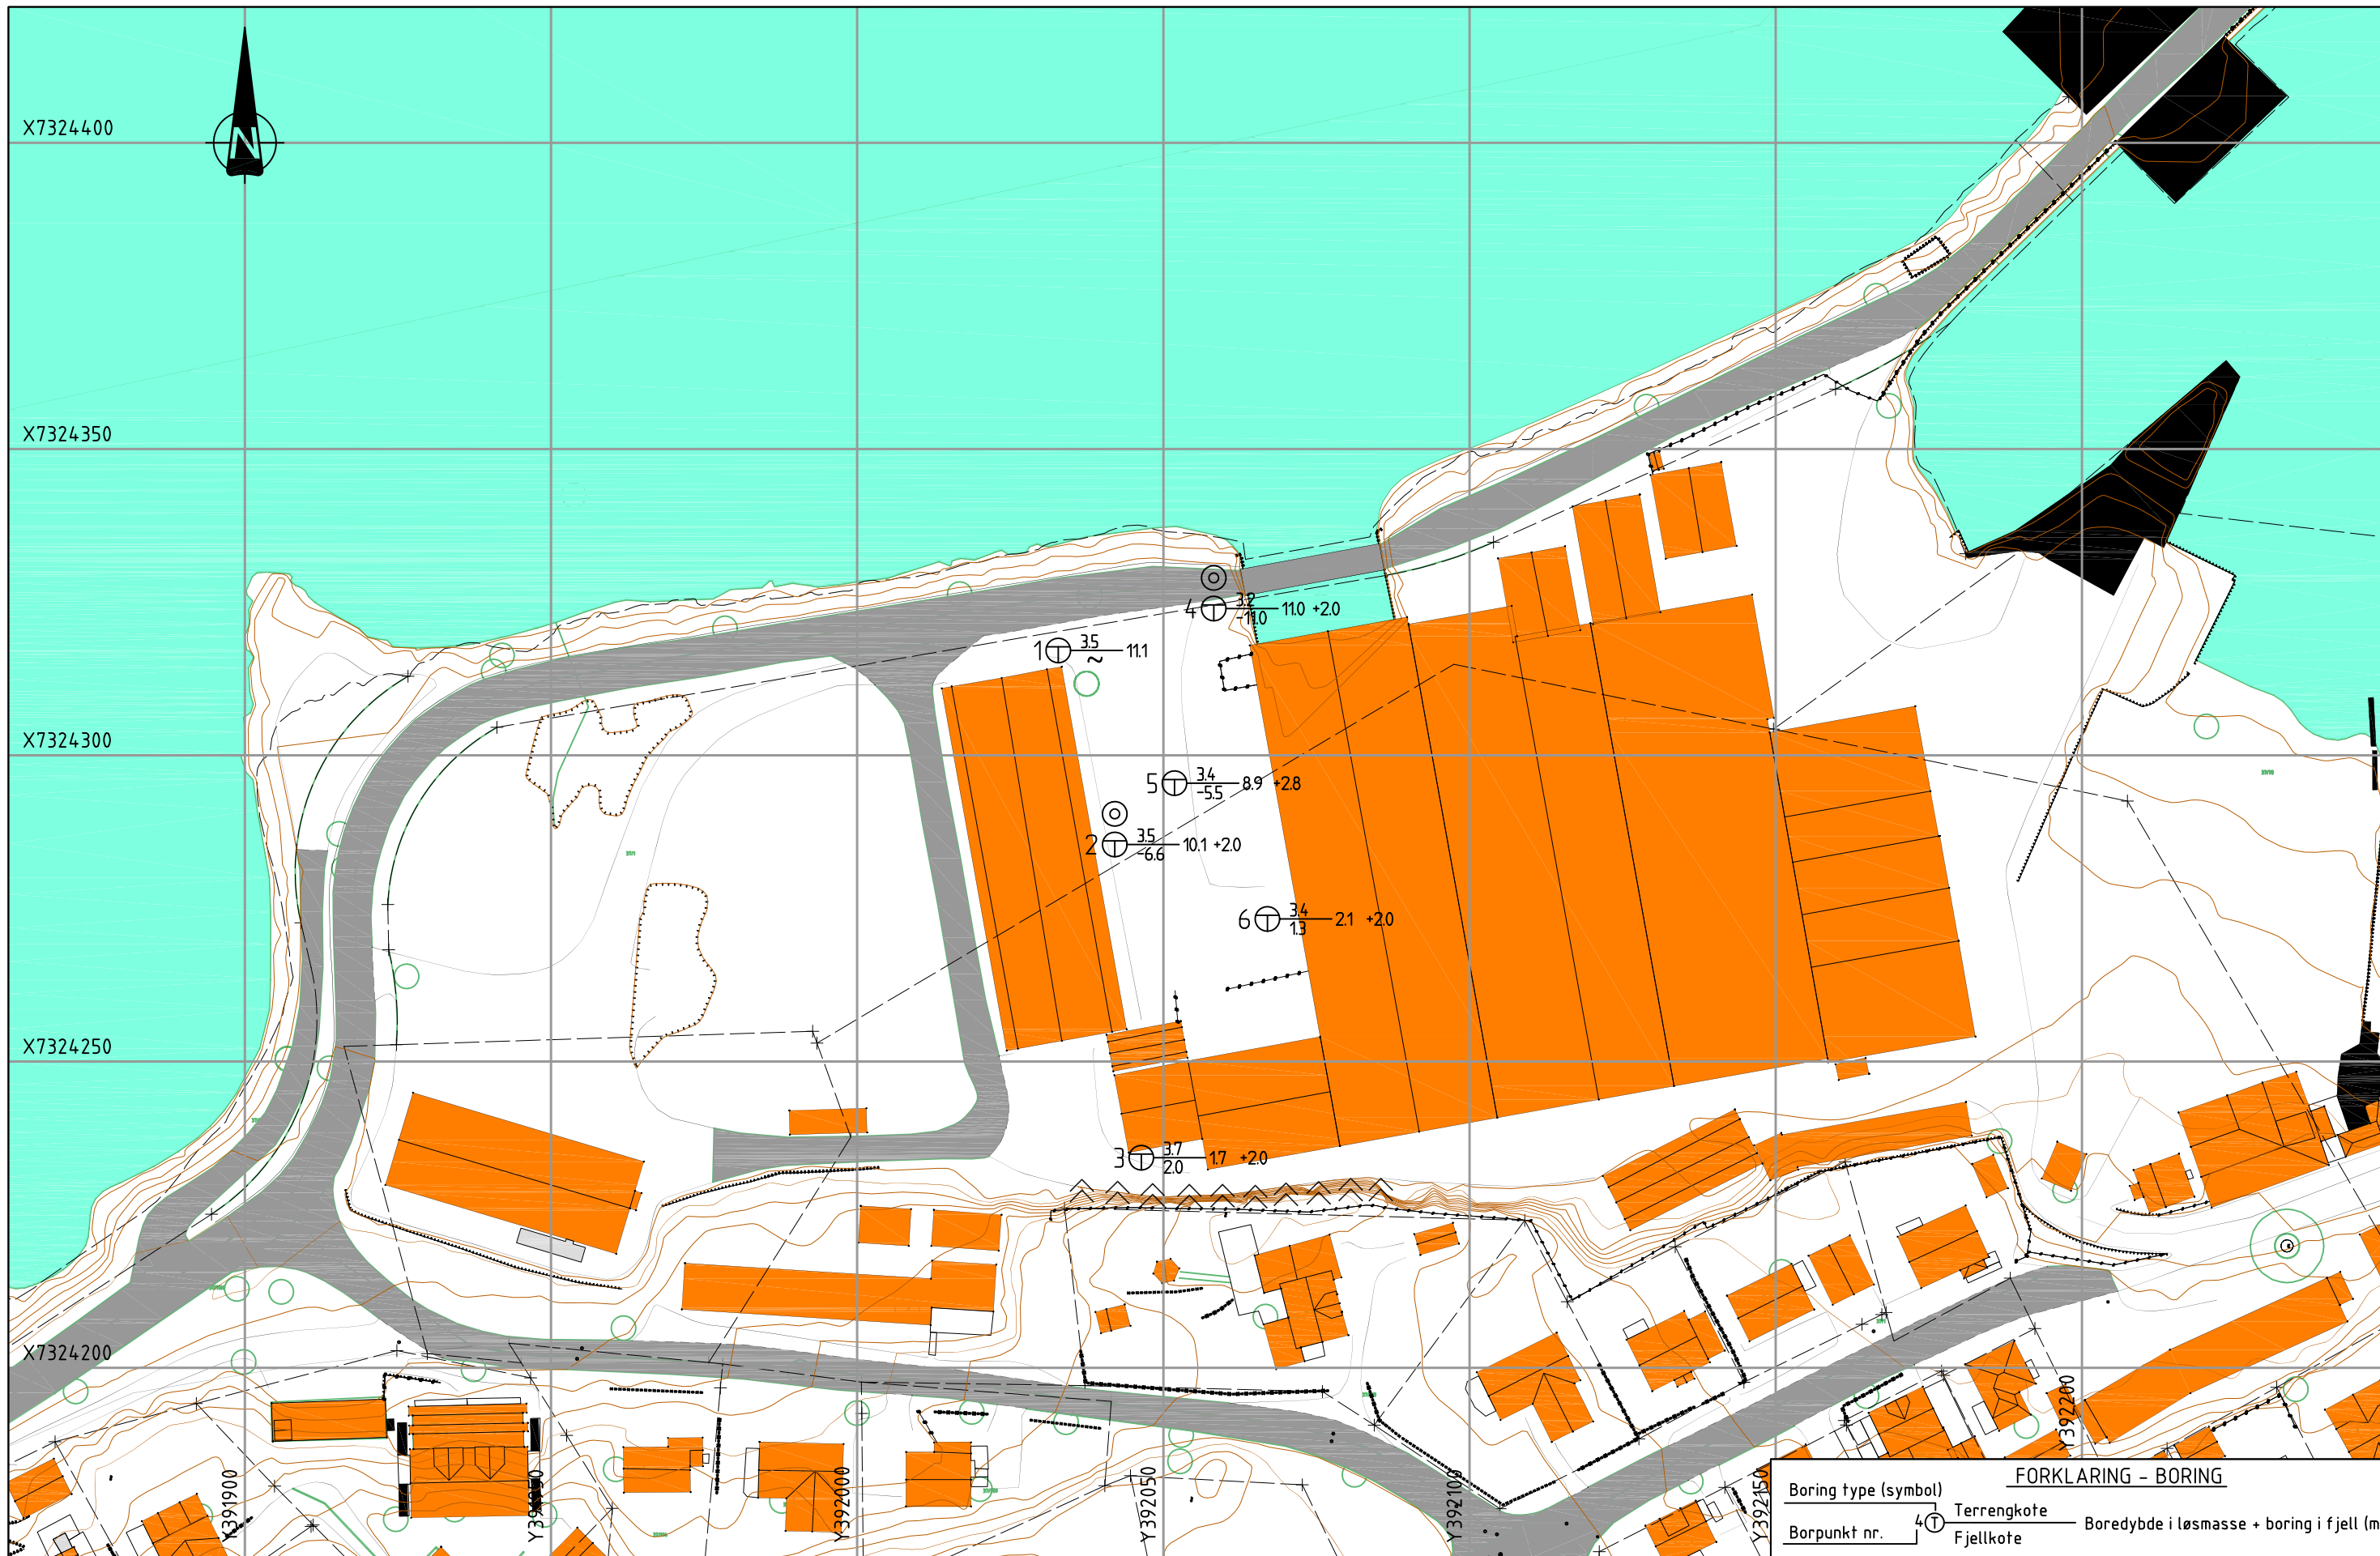 X7324400
N
X7324350
4 3.2 11.0 +2.0
-11.0
1 3.5 11.1
~
X7324300
5 3.4 8.9 +2.8
-5.5
2 3.5 10.1 +2.0
-6.6
6 3.4 2.1 +2.0
1.3
X7324250
3 3.7 1.7 +2.0
2.0
X7324200
Y391900
Y391950
Y392000
Y392050
Y392100
Y392150
Y392200
FORKLARING - BORING
Boring type (symbol)
Terrengkote
Borpunkt nr. 4 Boredybde i løsmasse + boring i fjell (m
Fjellkote